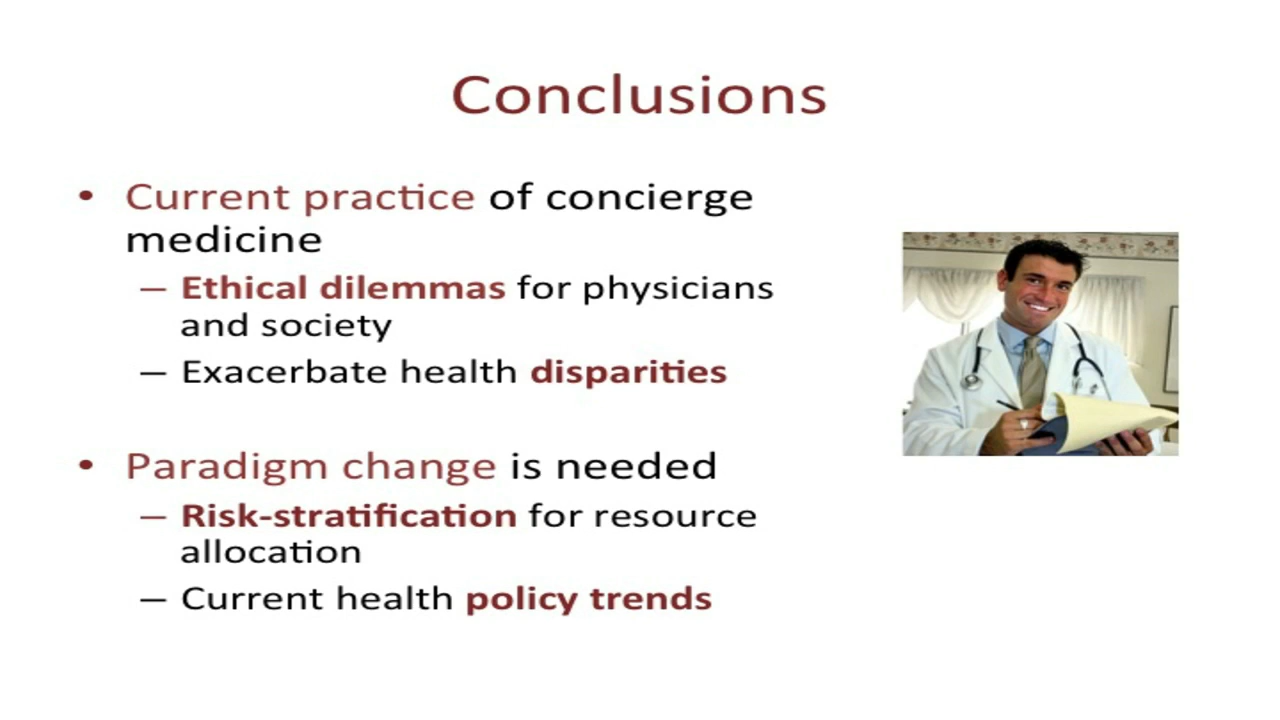 Conclusions
• Current practice of concierge
medicine
– Ethical dilemmas for physicians
and society
– Exacerbate health disparities
• Paradigm change is needed
– Risk-stratification for resource
allocation
– Current health policy trends